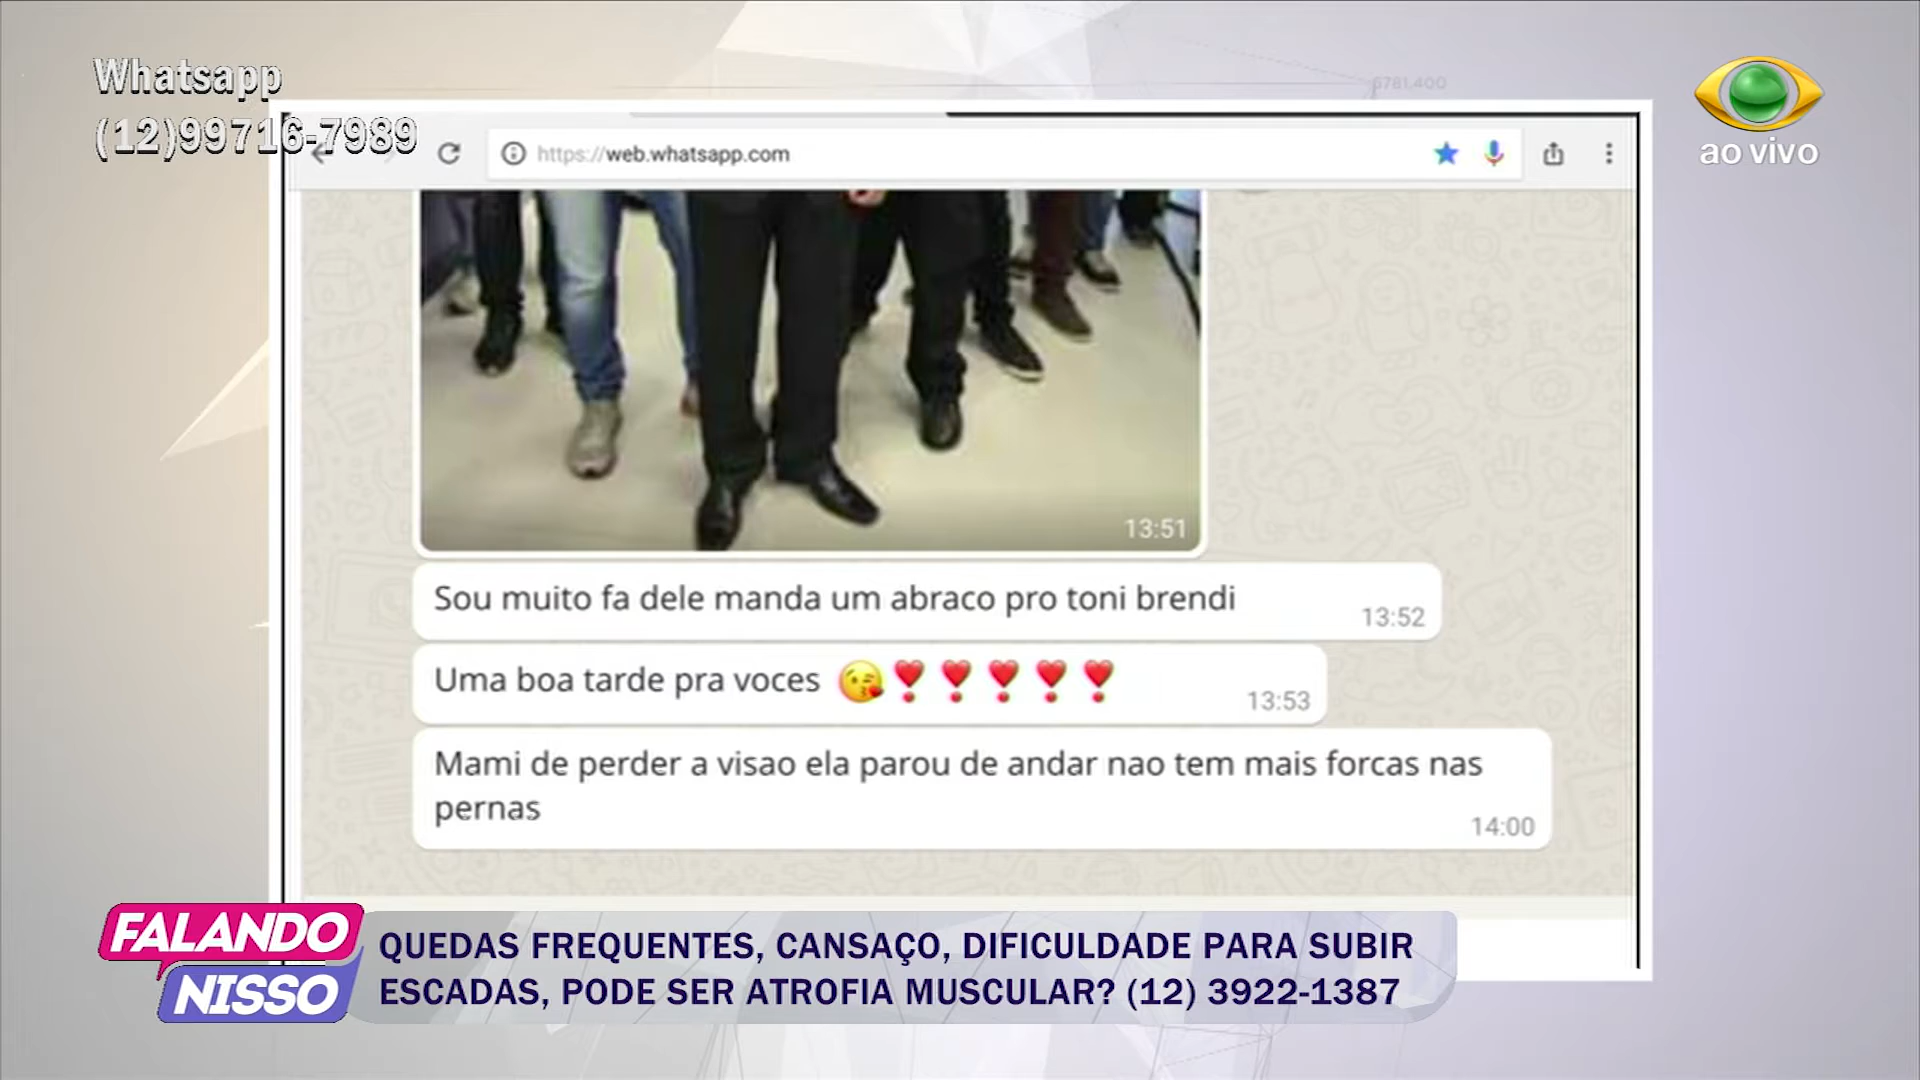 Whatsapp
(12)99716-7989
6781.400
ao vivo
https://web.whatsapp.com
13:51
Sou muito fa dele manda um abraco pro toni brendi
13:52
Uma boa tarde pra voces 😘❣❣❣❣❣
13:53
Mami de perder a visao ela parou de andar nao tem mais forcas nas
pernas
14:00
FALANDO
NISSO
QUEDAS FREQUENTES, CANSAÇO, DIFICULDADE PARA SUBIR
ESCADAS, PODE SER ATROFIA MUSCULAR? (12) 3922-1387